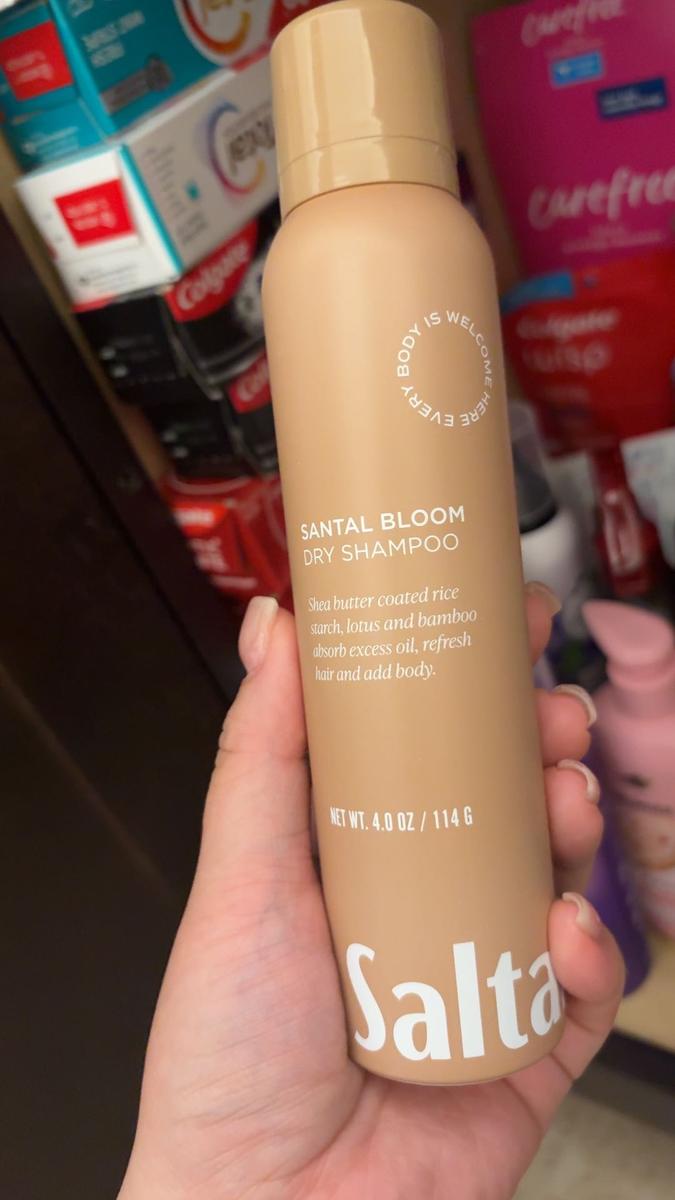 EVERY BODY IS WELCOME HERE
SANTAL BLOOM
DRY SHAMPOO
Shea butter coated rice
starch, lotus and bamboo
absorb excess oil, refresh
hair and add body.
NET WT. 4.0 OZ / 114 G
Salta
Colgate
carefree
carefree
Colgate
wisp